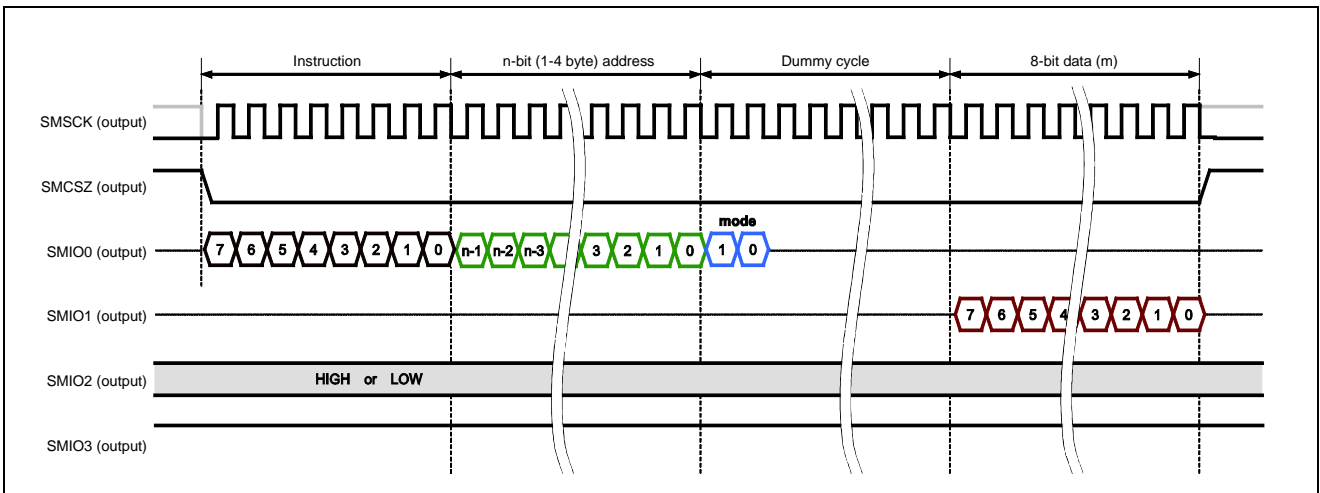 Instruction n-bit (1-4 byte) address Dummy cycle 8-bit data (m)
SMSCK (output)
SMCSZ (output)
mode
SMIO0 (output) 7 6 5 4 3 2 1 0 n-1 n-2 n-3 3 2 1 0 1 0
SMIO1 (output) 7 6 5 4 3 2 1 0
SMIO2 (output) HIGH or LOW
SMIO3 (output)